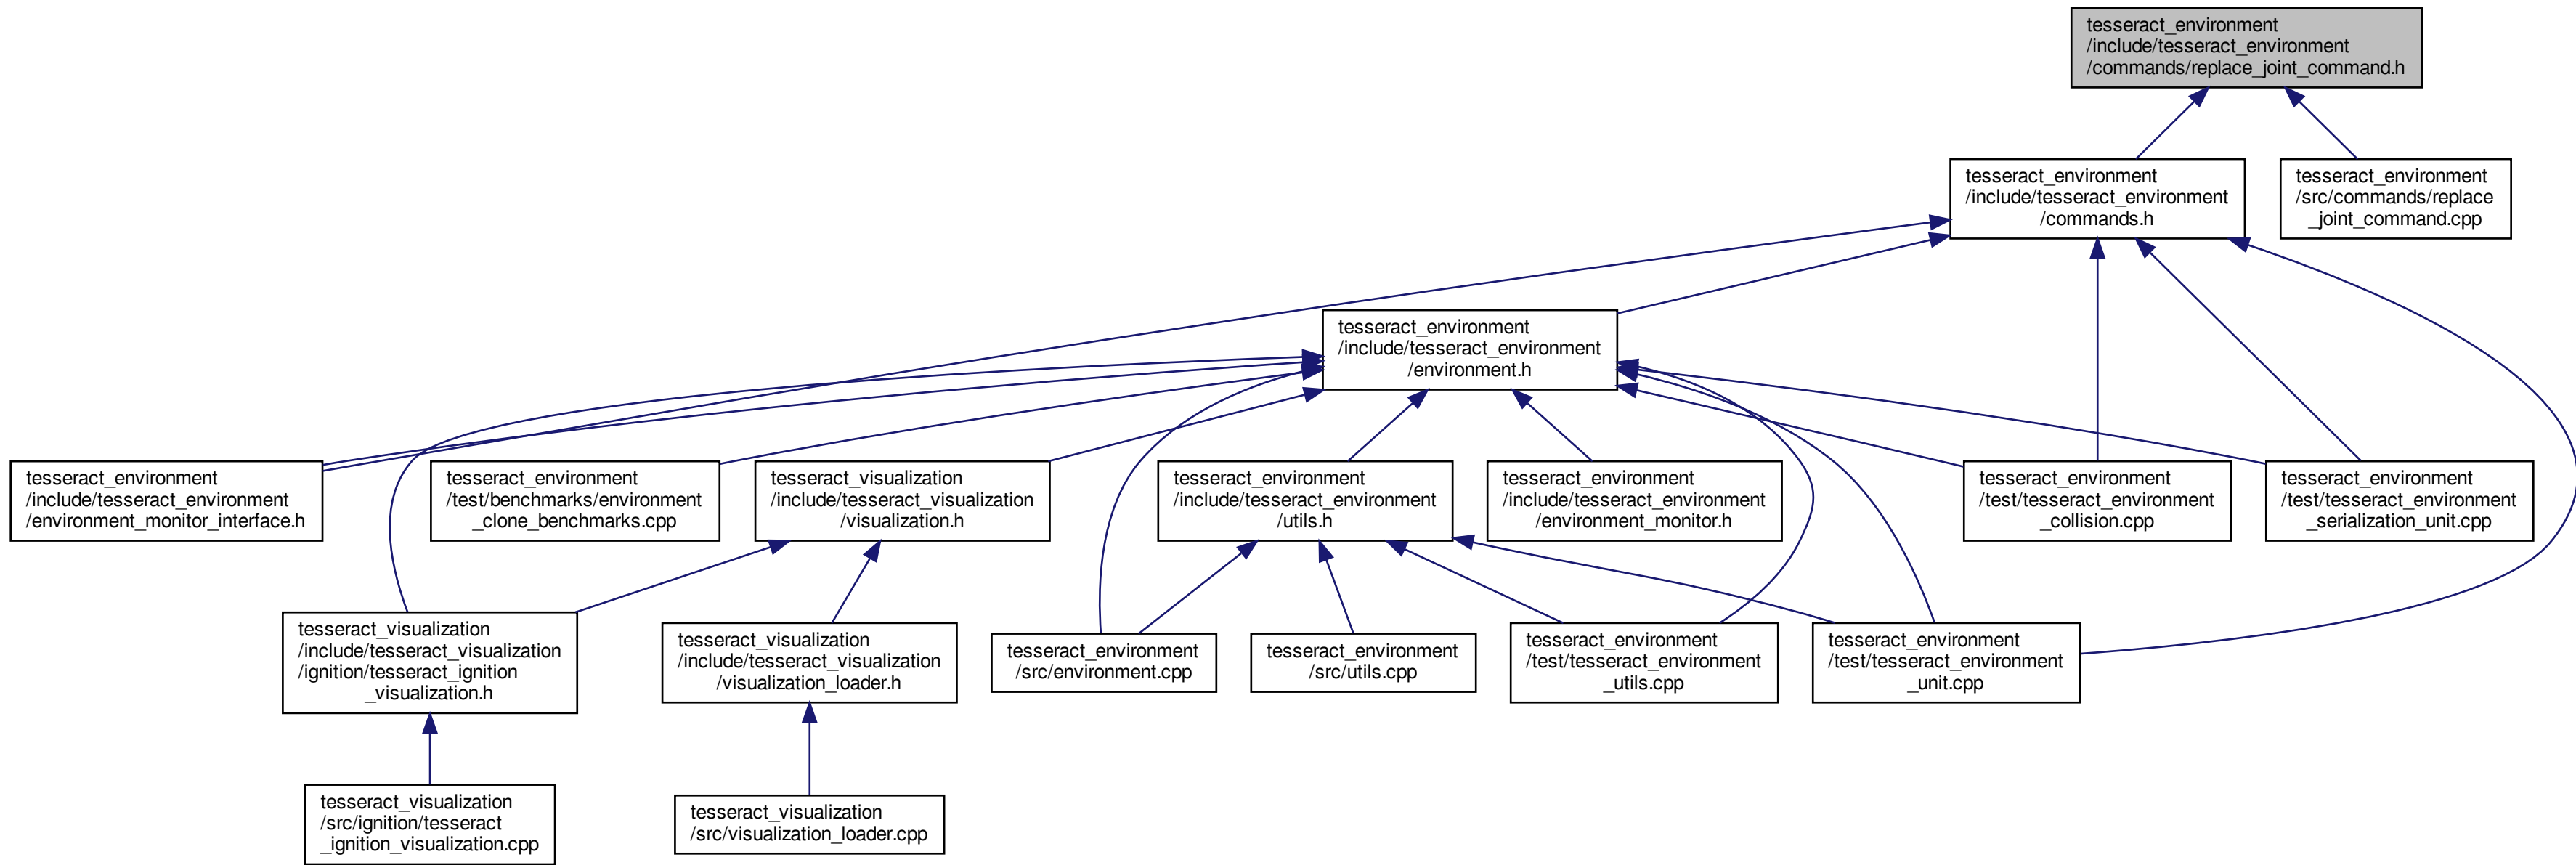 tesseract_environment
/include/tesseract_environment
/commands/replace_joint_command.h
tesseract_environment
/include/tesseract_environment
/commands.h
tesseract_environment
/src/commands/replace
_joint_command.cpp
tesseract_environment
/include/tesseract_environment
/environment.h
tesseract_environment
/include/tesseract_environment
/environment_monitor_interface.h
tesseract_environment
/test/benchmarks/environment
_clone_benchmarks.cpp
tesseract_visualization
/include/tesseract_visualization
/visualization.h
tesseract_environment
/include/tesseract_environment
/utils.h
tesseract_environment
/include/tesseract_environment
/environment_monitor.h
tesseract_environment
/test/tesseract_environment
_collision.cpp
tesseract_environment
/test/tesseract_environment
_serialization_unit.cpp
tesseract_visualization
/include/tesseract_visualization
/ignition/tesseract_ignition
_visualization.h
tesseract_visualization
/include/tesseract_visualization
/visualization_loader.h
tesseract_environment
/src/environment.cpp
tesseract_environment
/src/utils.cpp
tesseract_environment
/test/tesseract_environment
_utils.cpp
tesseract_environment
/test/tesseract_environment
_unit.cpp
tesseract_visualization
/src/ignition/tesseract
_ignition_visualization.cpp
tesseract_visualization
/src/visualization_loader.cpp